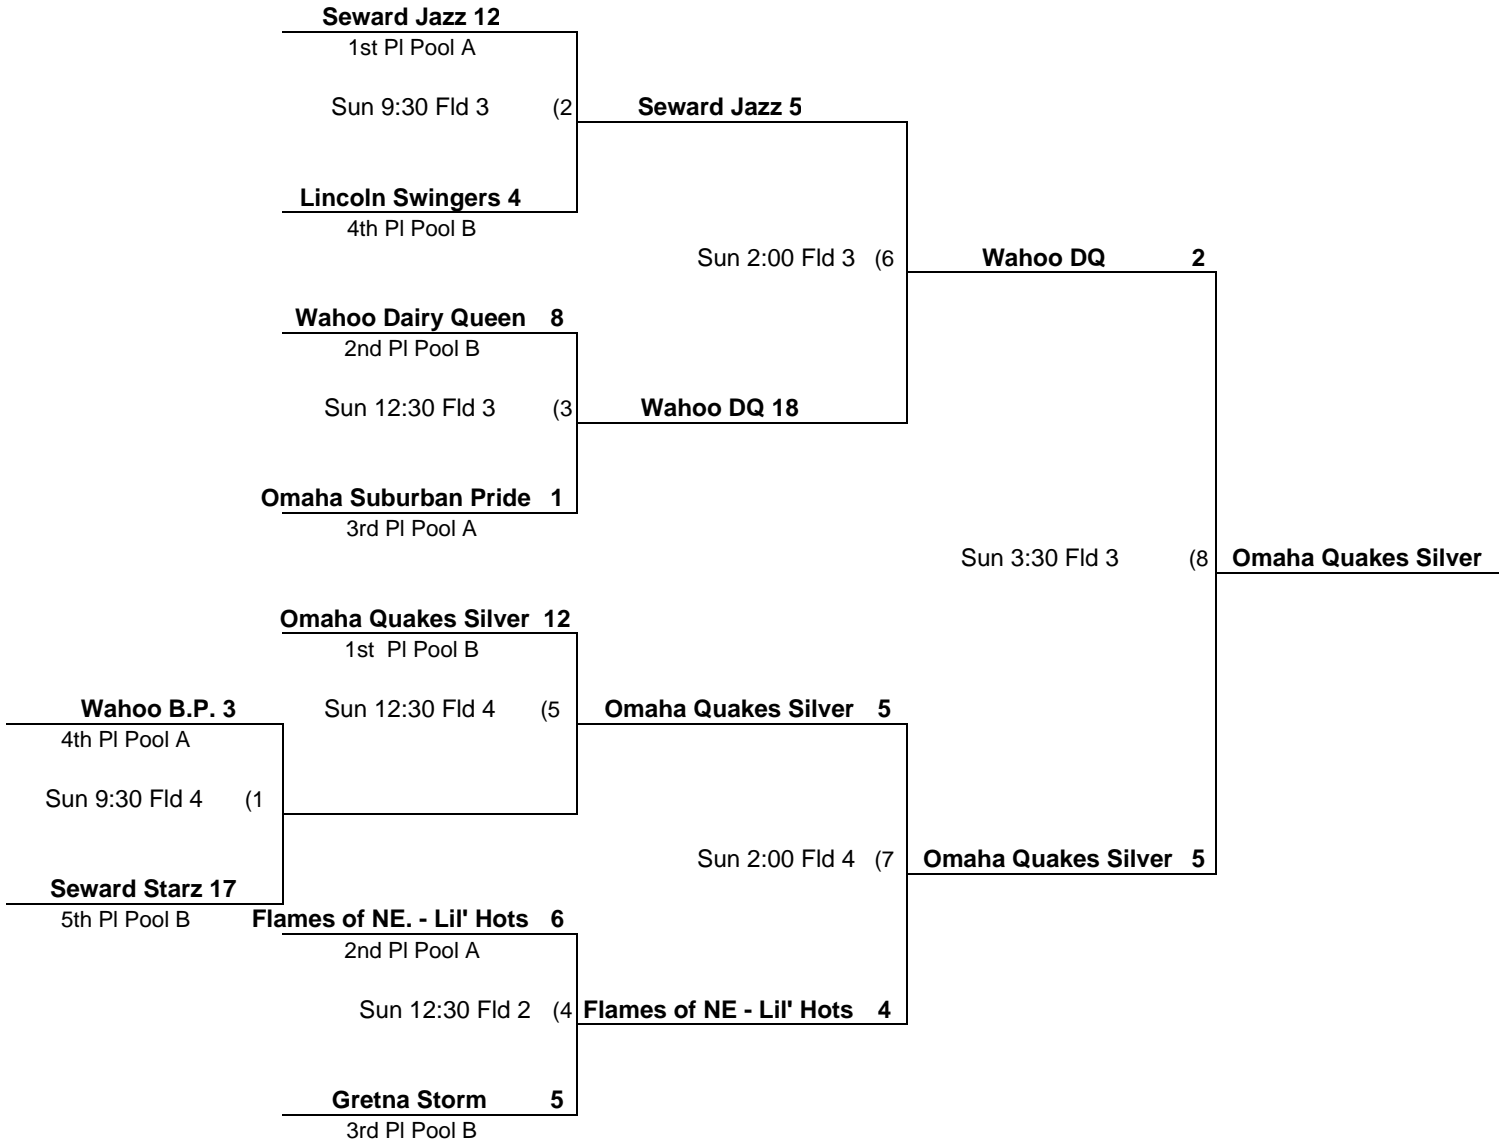 Seward Jazz 12
1st Pl Pool A
Sun 9:30 Fld 3 (2
Seward Jazz 5
Lincoln Swingers 4
4th Pl Pool B
Sun 2:00 Fld 3 (6
Wahoo DQ 2
Wahoo Dairy Queen 8
2nd Pl Pool B
Sun 12:30 Fld 3 (3
Wahoo DQ 18
Omaha Suburban Pride 1
3rd Pl Pool A
Sun 3:30 Fld 3 (8
Omaha Quakes Silver
Omaha Quakes Silver 12
1st Pl Pool B
Wahoo B.P. 3
Sun 12:30 Fld 4 (5
Omaha Quakes Silver 5
4th Pl Pool A
Sun 9:30 Fld 4 (1
Sun 2:00 Fld 4 (7
Omaha Quakes Silver 5
Seward Starz 17
5th Pl Pool B
Flames of NE. - Lil' Hots 6
2nd Pl Pool A
Sun 12:30 Fld 2 (4
Flames of NE - Lil' Hots 4
Gretna Storm 5
3rd Pl Pool B